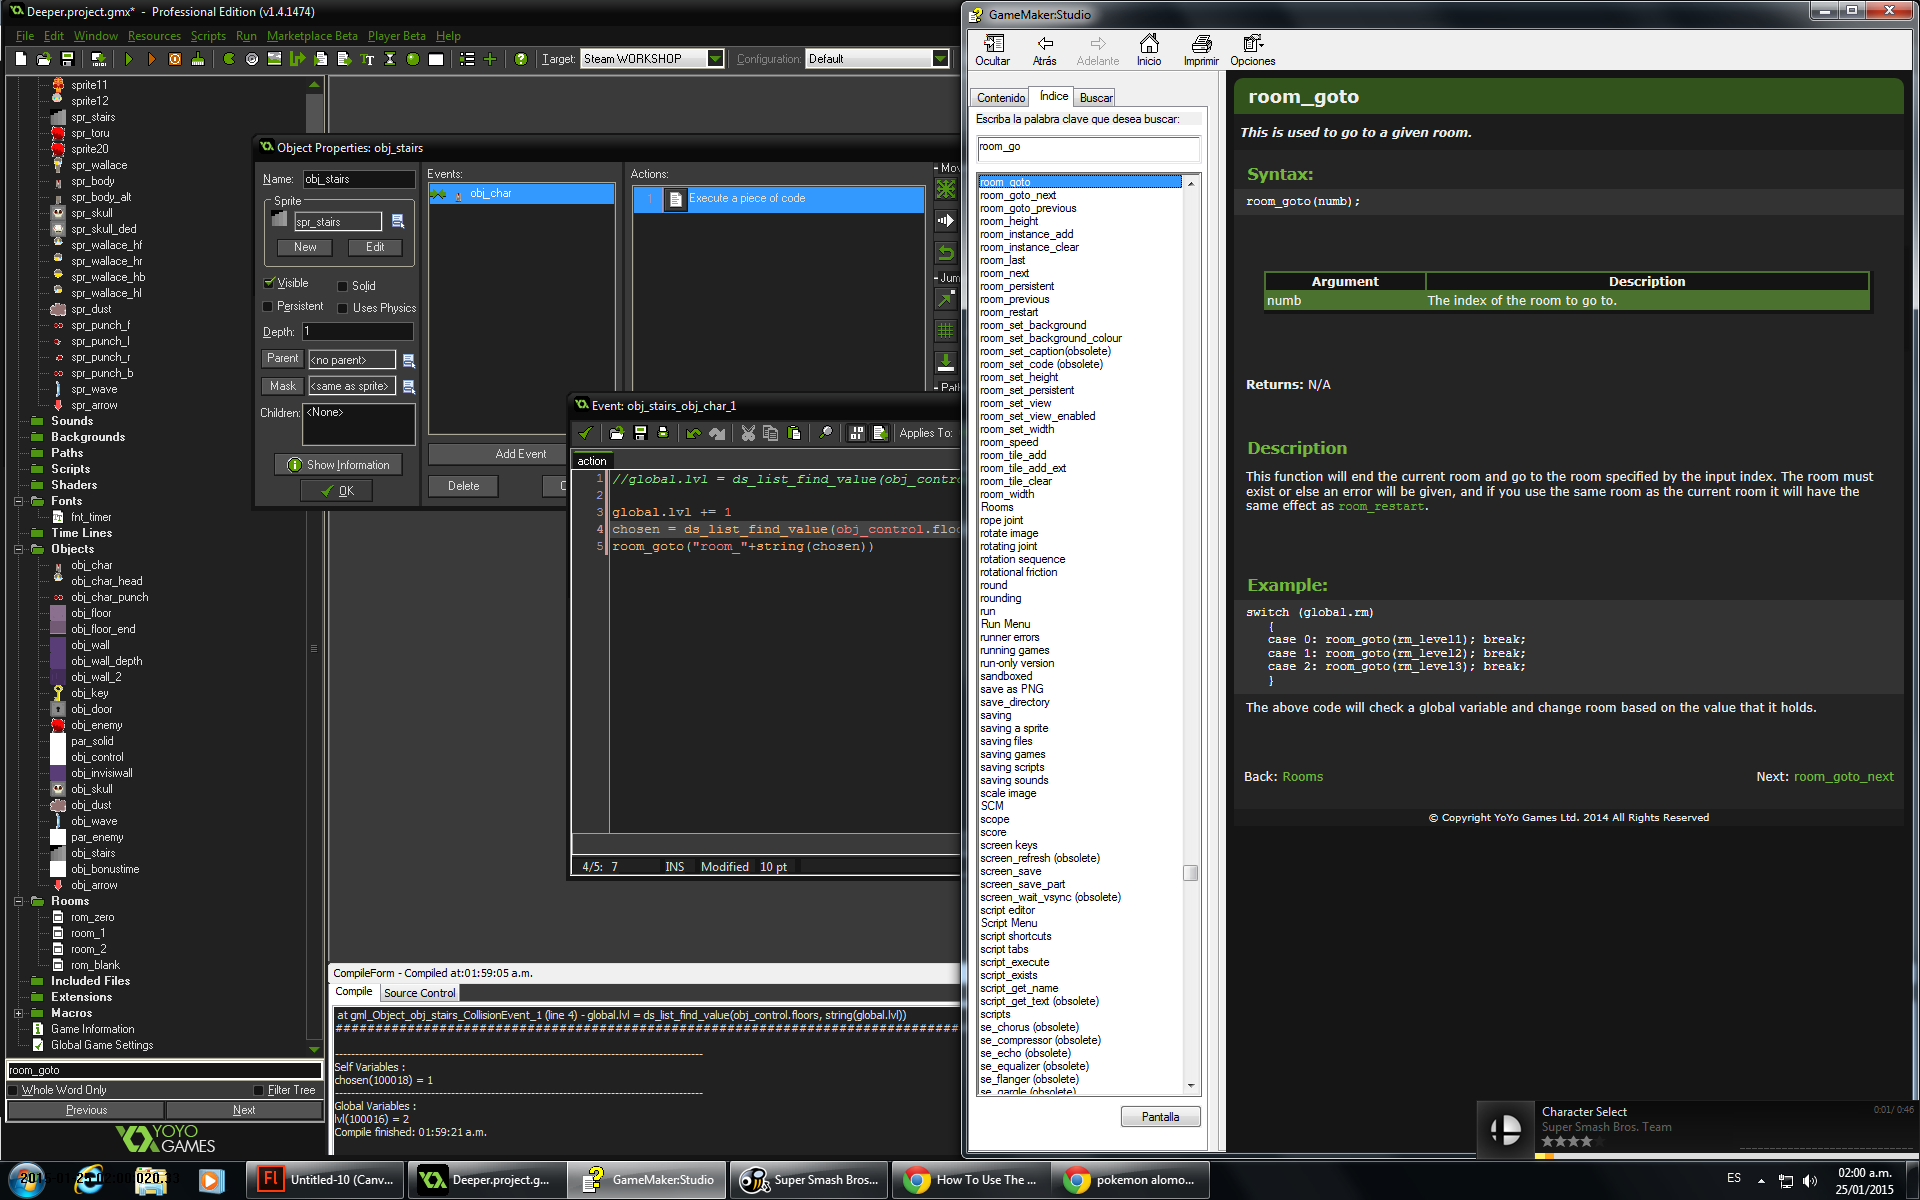 Deeper.project.gmx*  -  Professional Edition (v1.4.1474)
File Edit Window Resources Scripts Run Marketplace Beta Player Beta Help
Target: Steam WORKSHOP Configuration: Default
sprite11
sprite12
spr_stairs
spr_toru
sprite20
spr_wallace
spr_body
spr_body_alt
spr_skull
spr_skull_ded
spr_wallace_hf
spr_wallace_hr
spr_wallace_hb
spr_wallace_hl
spr_dust
spr_punch_f
spr_punch_l
spr_punch_r
spr_punch_b
spr_wave
spr_arrow
Sounds
Backgrounds
Paths
Scripts
Shaders
Fonts
fnt_timer
Time Lines
Objects
obj_char
obj_char_head
obj_char_punch
obj_floor
obj_floor_end
obj_wall
obj_wall_depth
obj_wall_2
obj_key
obj_door
obj_enemy
par_solid
obj_control
obj_invisiwall
obj_skull
obj_dust
obj_wave
par_enemy
obj_stairs
obj_bonustime
obj_arrow
Rooms
rom_zero
room_1
room_2
rom_blank
Included Files
Extensions
Macros
Game Information
Global Game Settings
room_goto
Whole Word Only Filter Tree
Previous Next
YOYO GAMES
Object Properties: obj_stairs
Name: obj_stairs
Sprite
spr_stairs
New Edit
Visible Solid
Persistent Uses Physics
Depth: 1
Parent <no parent>
Mask <same as sprite>
Children: <None>
Show Information
OK
Events:
obj_char
Add Event
Delete
Actions:
1 Execute a piece of code
Mov
Jum
Pat
Event: obj_stairs_obj_char_1
Applies To:
action
1 //global.lvl = ds_list_find_value(obj_contr
2
3 global.lvl += 1
4 chosen = ds_list_find_value(obj_control.floo
5 room_goto("room_"+string(chosen))
4/5: 7 INS Modified 10 pt
CompileForm - Compiled at:01:59:05 a.m.
Compile Source Control
at gml_Object_obj_stairs_CollisionEvent_1 (line 4) - global.lvl = ds_list_find_value(obj_control.floors, string(global.lvl))
Self Variables :
chosen(100018) = 1
Global Variables :
lvl(100016) = 2
Compile finished: 01:59:21 a.m.
GameMaker:Studio
Ocultar Atrás Adelante Inicio Imprimir Opciones
Contenido Índice Buscar
Escriba la palabra clave que desea buscar:
room_go
room_goto
room_goto_next
room_goto_previous
room_height
room_instance_add
room_instance_clear
room_last
room_next
room_persistent
room_previous
room_restart
room_set_background
room_set_background_colour
room_set_caption(obsolete)
room_set_code (obsolete)
room_set_height
room_set_persistent
room_set_view
room_set_view_enabled
room_set_width
room_speed
room_tile_add
room_tile_add_ext
room_tile_clear
room_width
Rooms
rope joint
rotate image
rotating joint
rotation sequence
rotational friction
round
rounding
run
Run Menu
runner errors
running games
run-only version
sandboxed
save as PNG
save_directory
saving
saving a sprite
saving files
saving games
saving scripts
saving sounds
scale image
SCM
scope
score
screen keys
screen_refresh (obsolete)
screen_save
screen_save_part
screen_wait_vsync (obsolete)
script editor
Script Menu
script shortcuts
script tabs
script_execute
script_exists
script_get_name
script_get_text (obsolete)
scripts
se_chorus (obsolete)
se_compressor (obsolete)
se_echo (obsolete)
se_equalizer (obsolete)
se_flanger (obsolete)
se_gargle (obsolete)
Pantalla
room_goto
This is used to go to a given room.
Syntax:
room_goto(numb);
Argument Description
numb The index of the room to go to.
Returns: N/A
Description
This function will end the current room and go to the room specified by the input index. The room must
exist or else an error will be given, and if you use the same room as the current room it will have the
same effect as room_restart.
Example:
switch (global.rm)
{
case 0: room_goto(rm_level1); break;
case 1: room_goto(rm_level2); break;
case 2: room_goto(rm_level3); break;
}
The above code will check a global variable and change room based on the value that it holds.
Back: Rooms Next: room_goto_next
© Copyright YoYo Games Ltd. 2014 All Rights Reserved
Character Select 0:01/ 0:46
Super Smash Bros. Team
Untitled-10 (Canv... Deeper.project.g... GameMaker:Studio Super Smash Bros... How To Use The ... pokemon alomo...
ES 02:00 a.m.
25/01/2015